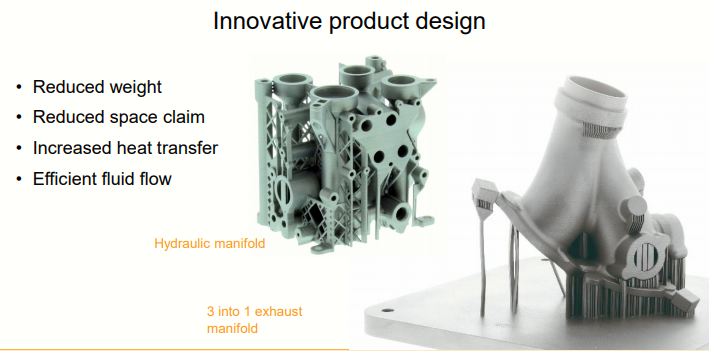 Innovative product design
• Reduced weight
• Reduced space claim
• Increased heat transfer
• Efficient fluid flow
Hydraulic manifold
3 into 1 exhaust
manifold